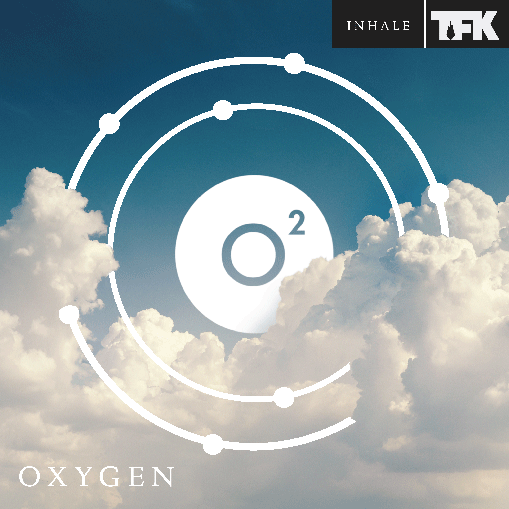 INHALE
TFK
O²
OXYGEN